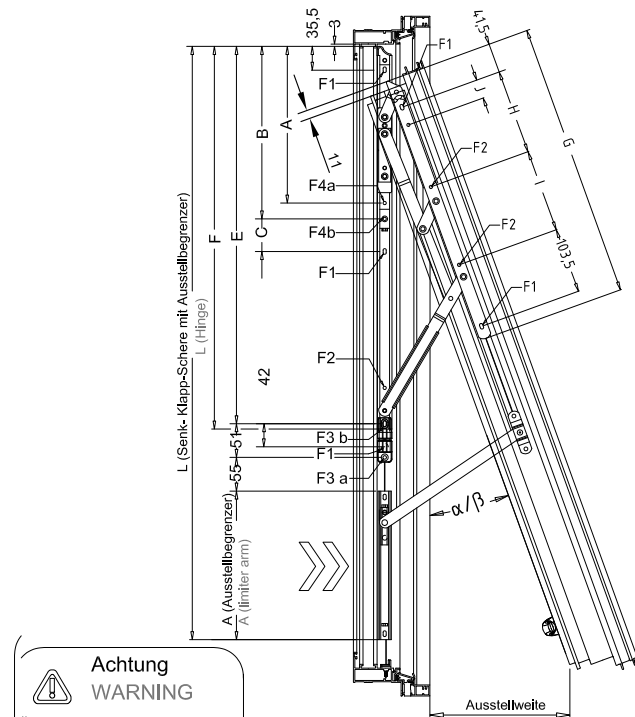 35,5
3
41,5
F1
F1
J
H
G
B
A
11
F2
I
F4a
F4b
C
F1
F2
103,5
F1
F
E
L (Senk- Klapp-Schere mit Ausstellbegrenzer)
L (Hinge)
42
F2
51
F3 b
F1
55
F3 a
α/β
A (Ausstellbegrenzer)
A (limiter arm)
Achtung
WARNING
Ausstellweite